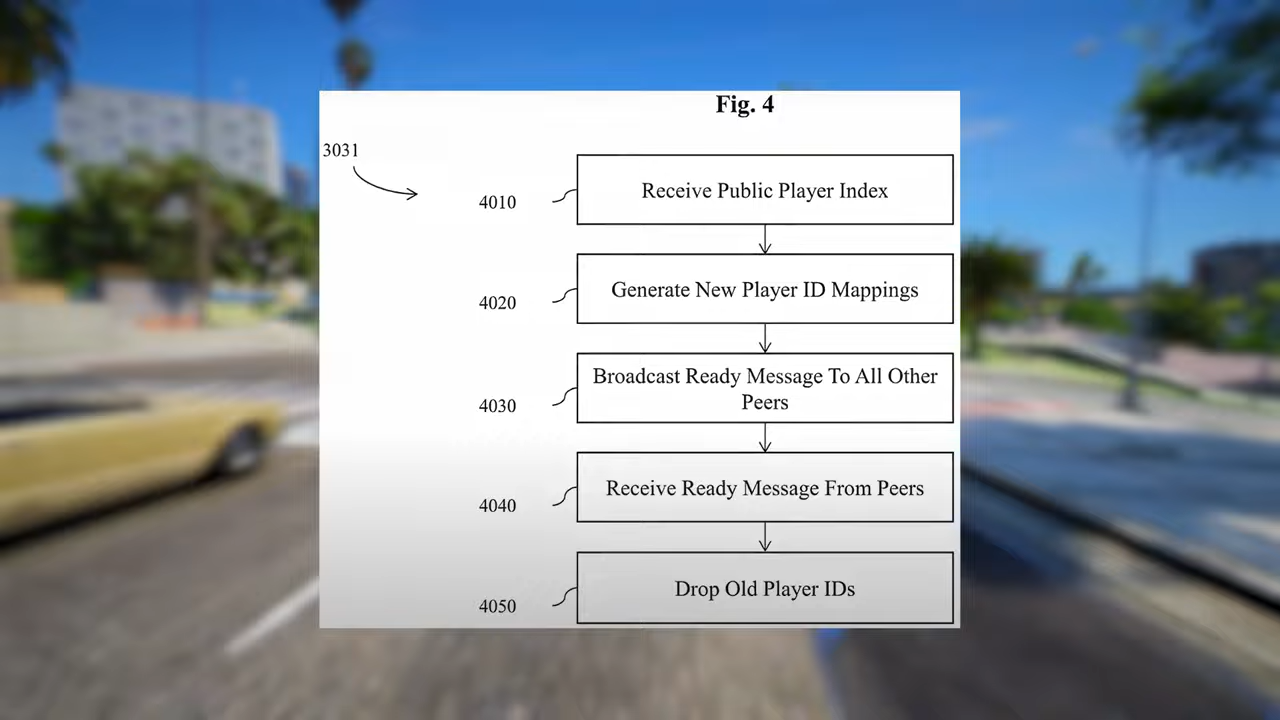 Fig. 4
3031
4010
Receive Public Player Index
4020
Generate New Player ID Mappings
4030
Broadcast Ready Message To All Other
Peers
4040
Receive Ready Message From Peers
4050
Drop Old Player IDs